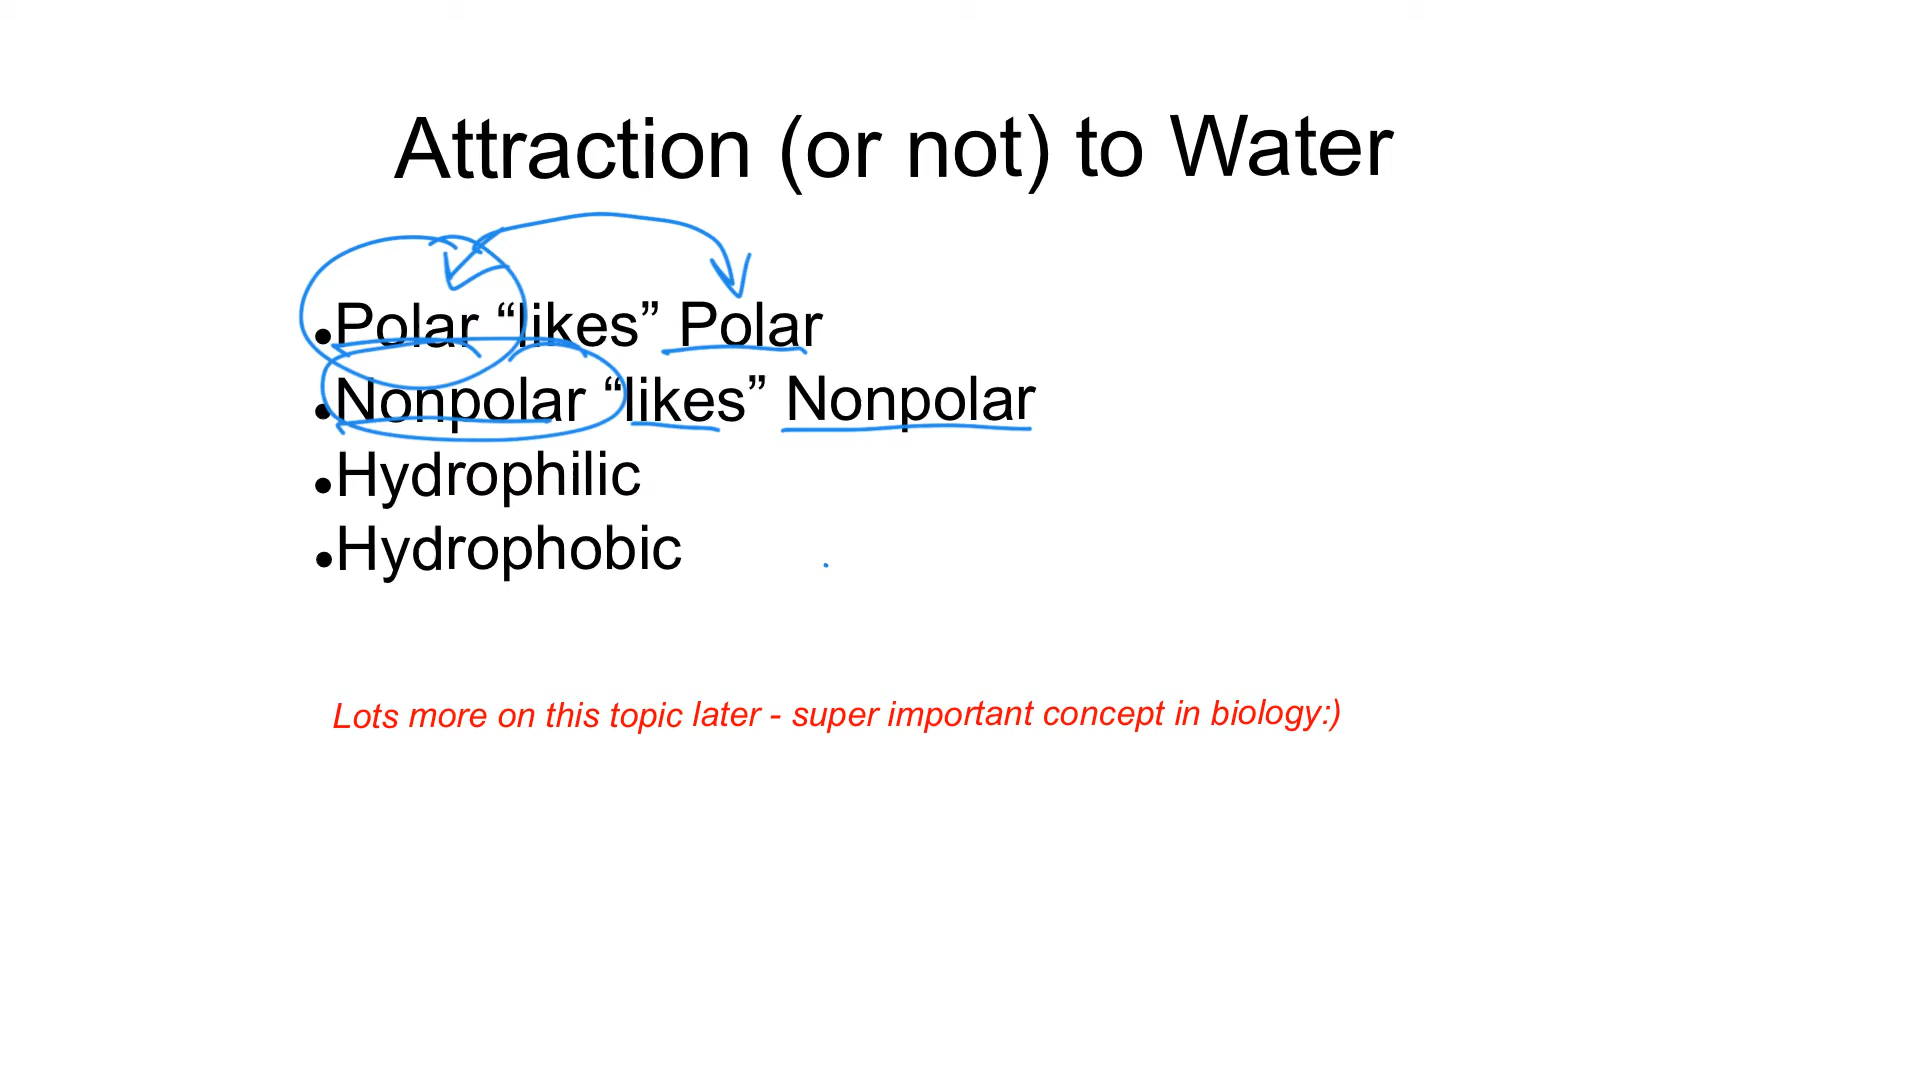 Attraction (or not) to Water
•Polar “likes” Polar
•Nonpolar “likes” Nonpolar
•Hydrophilic
•Hydrophobic
Lots more on this topic later - super important concept in biology:)